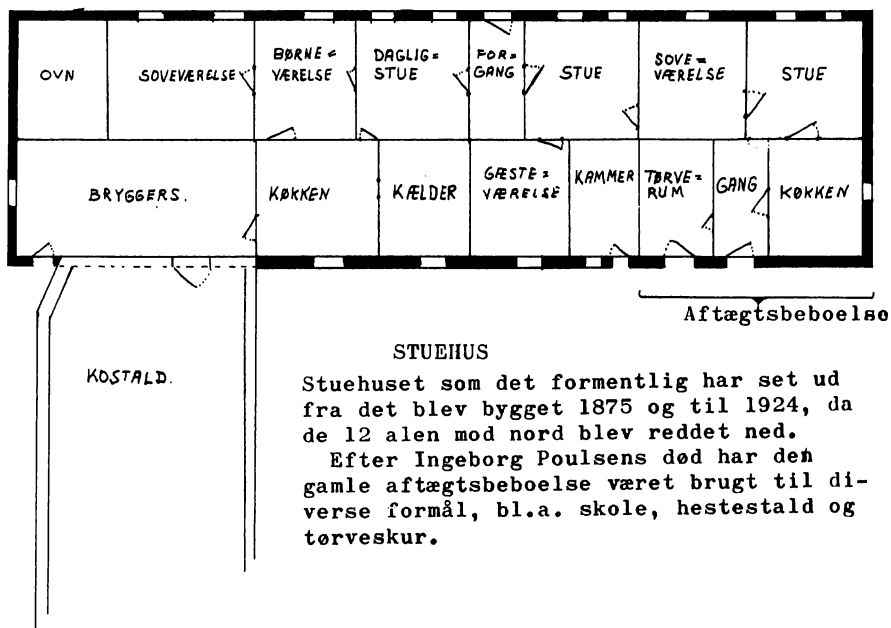 OVN
SOVEVÆRELSE
BØRNE=
VÆRELSE
DAGLIG=
STUE
FOR=
GANG
STUE
SOVE=
VÆRELSE
STUE
BRYGGERS.
KØKKEN
KÆLDER
GÆSTE=
VÆRELSE
KAMMER
TØRVE=
RUM
GANG
KØKKEN
Aftægtsbeboelse
KOSTALD.
STUEHUS
Stuehuset som det formentlig har set ud
fra det blev bygget 1875 og til 1924, da
de 12 alen mod nord blev reddet ned.
Efter Ingeborg Poulsens død har den
gamle aftægtsbeboelse været brugt til di-
verse formål, bl.a. skole, hestestald og
tørveskur.